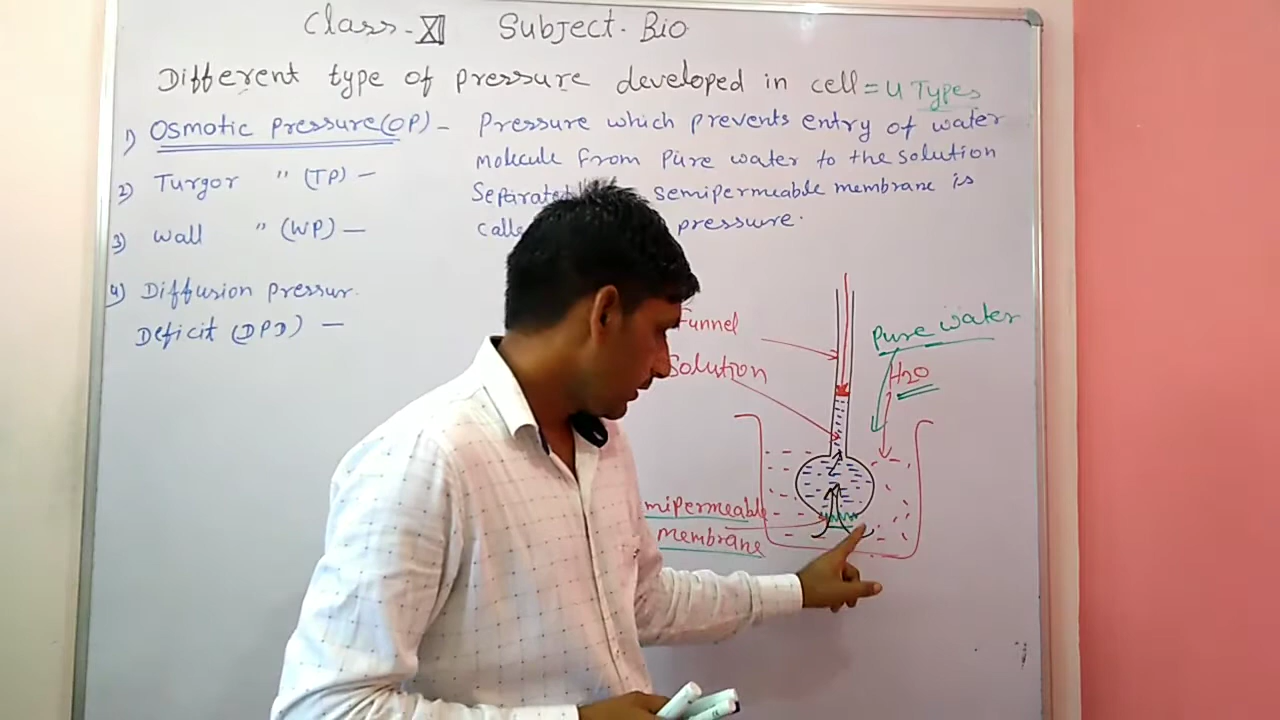 Class - XI Subject. Bio
Different type of pressure developed in cell = 4 Types
1) Osmotic Pressure (OP) - Pressure which prevents entry of water
molecule from Pure water to the solution
Separated semipermeable membrane is
pressure.
2) Turgor " (TP) -
3) Wall " (WP) -
4) Diffusion Pressur.
Deficit (DPD) -
Funnel
Solution
Pure water
H2O
mipermeable
membrane